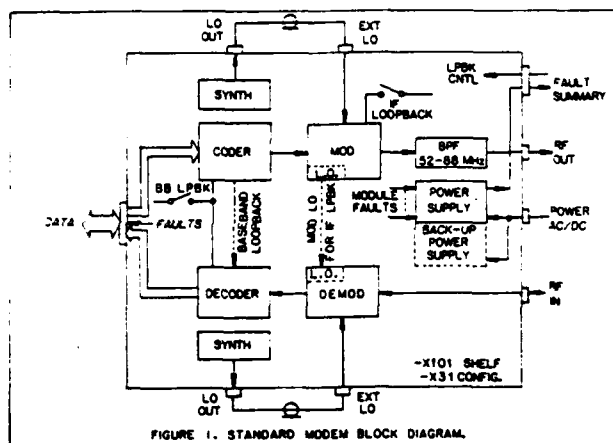 LO
OUT
EXT
LO
SYNTH
LPBK
CNTL
FAULT
SUMMARY
IF
LOOPBACK
CODER
MOD
L.O.
BPF
52-88 MHz
RF
OUT
BB LPBK
DATA
FAULTS
BASEBAND
LOOPBACK
MOD LO
FOR IF LPBK
MODULE
FAULTS
POWER
SUPPLY
BACK-UP
POWER
SUPPLY
POWER
AC/DC
L.O.
DECODER
DEMOD
RF
IN
SYNTH
-X101 SHELF
-X31 CONFIG.
LO
OUT
EXT
LO
FIGURE 1. STANDARD MODEM BLOCK DIAGRAM.